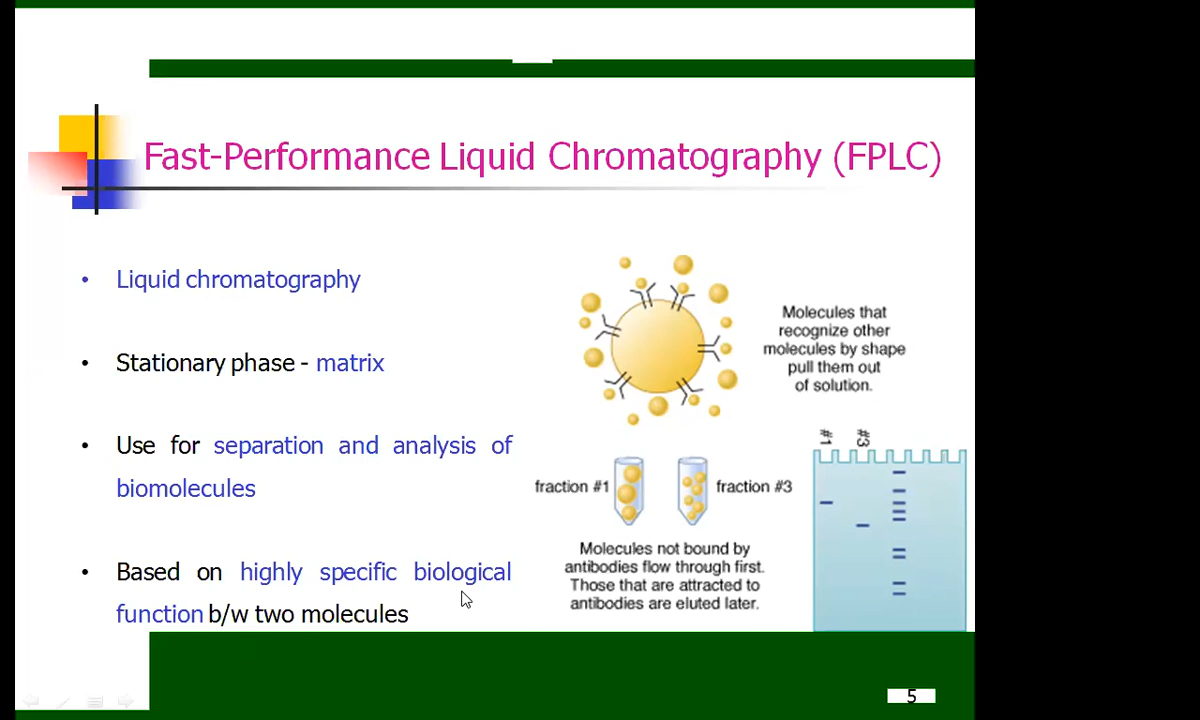 Fast-Performance Liquid Chromatography (FPLC)
• Liquid chromatography
• Stationary phase - matrix
• Use for separation and analysis of
biomolecules
• Based on highly specific biological
function b/w two molecules
Molecules that
recognize other
molecules by shape
pull them out
of solution.
#1
#3
fraction #1
fraction #3
Molecules not bound by
antibodies flow through first.
Those that are attracted to
antibodies are eluted later.
5